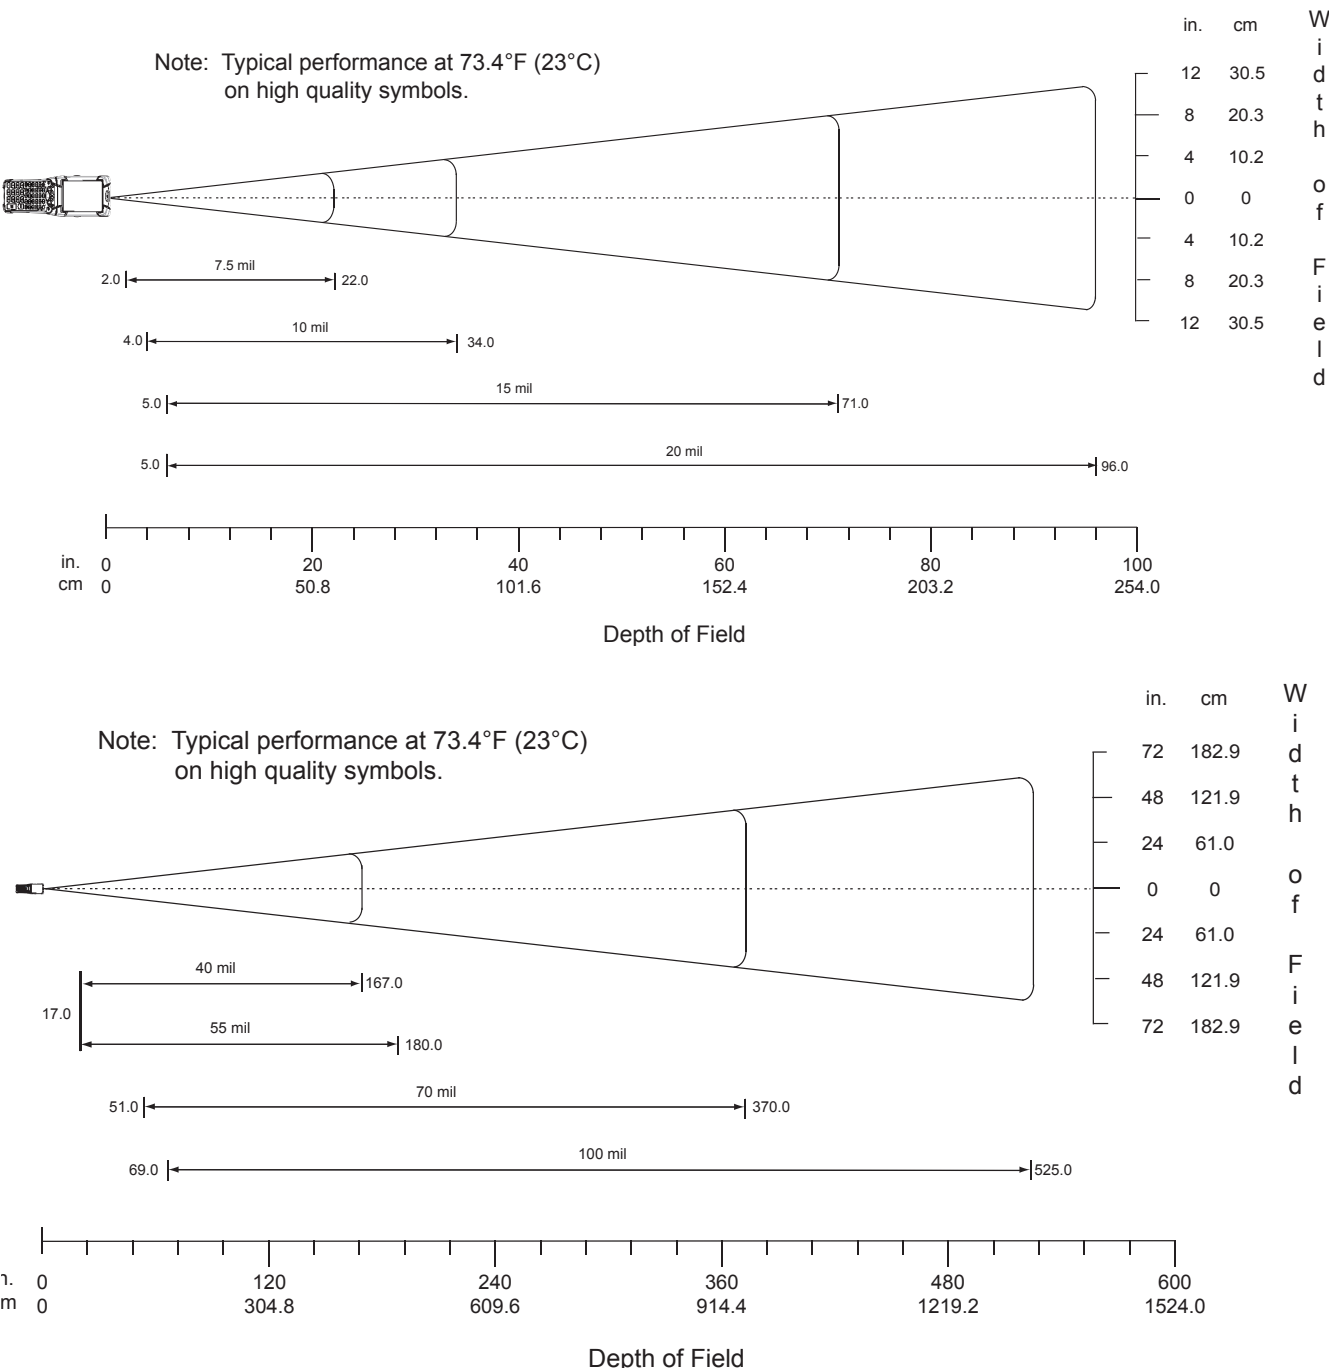 in. cm
Note: Typical performance at 73.4°F (23°C)
on high quality symbols.
12 30.5
8 20.3
4 10.2
0 0
4 10.2
8 20.3
12 30.5
Width of Field
7.5 mil
2.0 22.0
10 mil
4.0 34.0
15 mil
5.0 71.0
20 mil
5.0 96.0
in. 0 20 40 60 80 100
cm 0 50.8 101.6 152.4 203.2 254.0
Depth of Field
in. cm
Note: Typical performance at 73.4°F (23°C)
on high quality symbols.
72 182.9
48 121.9
24 61.0
0 0
24 61.0
48 121.9
72 182.9
Width of Field
40 mil
167.0
17.0
55 mil
180.0
70 mil
51.0 370.0
100 mil
69.0 525.0
0 120 240 360 480 600
m 0 304.8 609.6 914.4 1219.2 1524.0
Depth of Field